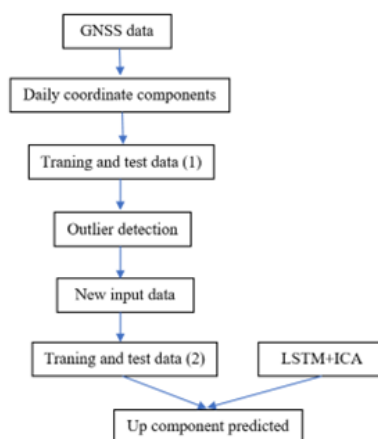 GNSS data
Daily coordinate components
Traning and test data (1)
Outlier detection
New input data
Traning and test data (2)
LSTM+ICA
Up component predicted